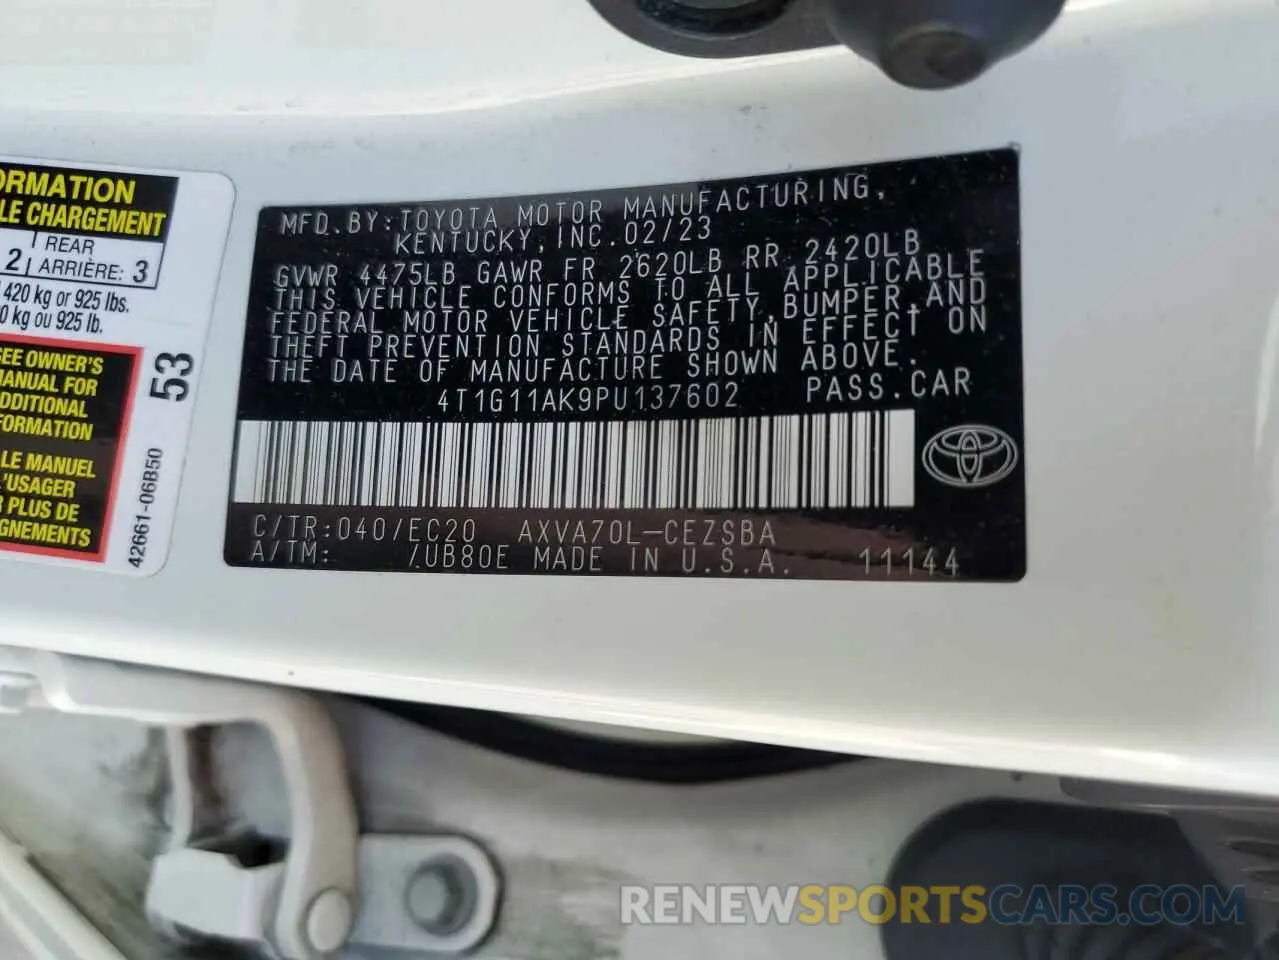 ORMATION
LE CHARGEMENT
2 REAR
ARRIÈRE: 3
420 kg or 925 lbs.
0 kg ou 925 lb.
SEE OWNER'S
MANUAL FOR
ADDITIONAL
FORMATION
LE MANUEL
L'USAGER
R PLUS DE
GNEMENTS
53
42661-06B50
MFD. BY: TOYOTA MOTOR MANUFACTURING,
KENTUCKY, INC. 02/23
GVWR 4475LB GAWR FR 2620LB RR 2420LB
THIS VEHICLE CONFORMS TO ALL APPLICABLE
FEDERAL MOTOR VEHICLE SAFETY, BUMPER, AND
THEFT PREVENTION STANDARDS IN EFFECT ON
THE DATE OF MANUFACTURE SHOWN ABOVE.
4T1G11AK9PU137602 PASS. CAR
C/TR: 040/EC20 AXVA70L-CEZSBA
A/TM: /UB80E MADE IN U.S.A. 11144
RENEWSPORTSCARS.COM